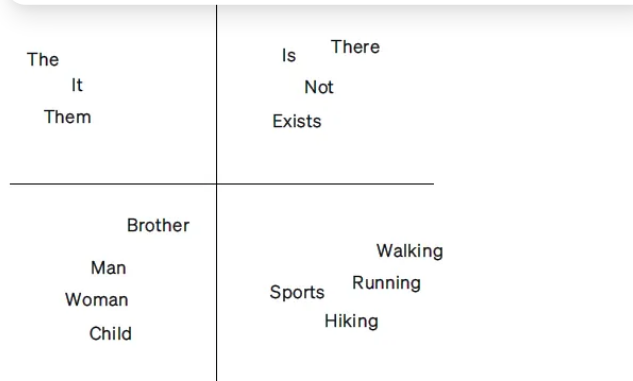 The
It
Them
Is
There
Not
Exists
Brother
Man
Woman
Child
Walking
Running
Sports
Hiking